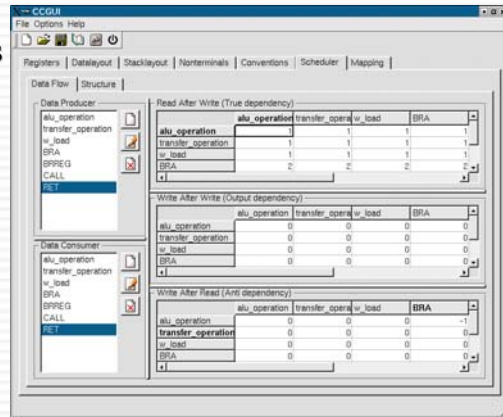 CCGUI
File Options Help
Registers Datalayout Stacklayout Nonterminals Conventions Scheduler Mapping
Data Flow Structure
Data Producer
alu_operation
transfer_operation
w_load
BRA
BRREG
CALL
RET
Read After Write (True dependency)
alu_operation transfer_opera w_load BRA
alu_operation 1 1 1 1
transfer_operation 1 1 1 1
w_load 1 1 1 1
BRA 2 2 2 2
Write After Write (Output dependency)
alu_operation transfer_opera w_load BRA
alu_operation 0 0 0 0
transfer_operation 0 0 0 0
w_load 0 0 0 0
BRA 0 0 0 0
Data Consumer
alu_operation
transfer_operation
w_load
BRA
BRREG
CALL
RET
Write After Read (Anti dependency)
alu_operation transfer_opera w_load BRA
alu_operation 0 0 0 -1
transfer_operation 0 0 0 0
w_load 0 0 0 0
BRA 0 0 0 0